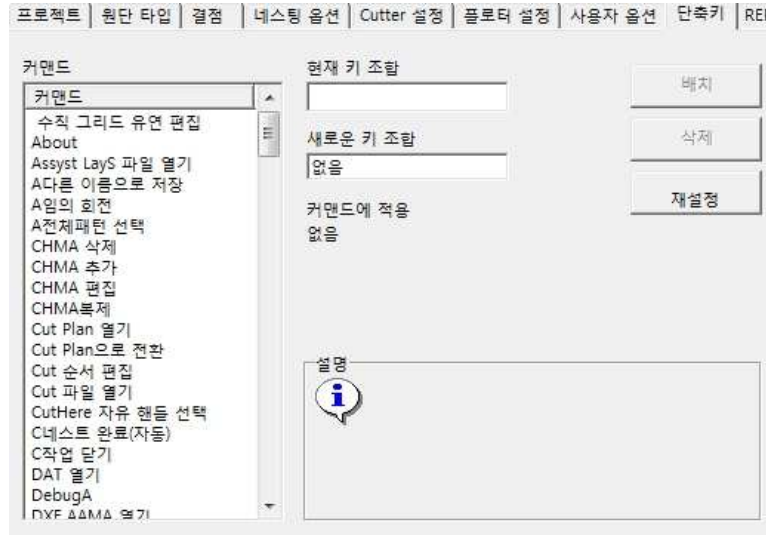 프로젝트 원단 타입 결점 네스팅 옵션 Cutter 설정 플로터 설정 사용자 옵션 단축키
커맨드
커맨드
수직 그리드 유연 편집
About
Assyst LayS 파일 열기
A다른 이름으로 저장
A임의 회전
A전체패턴 선택
CHMA 삭제
CHMA 추가
CHMA 편집
CHMA복제
Cut Plan 열기
Cut Plan으로 전환
Cut 순서 편집
Cut 파일 열기
CutHere 자유 핸들 선택
C네스트 완료(자동)
C작업 닫기
DAT 열기
DebugA
DXF AAMA 열기
현재 키 조합
새로운 키 조합
없음
커맨드에 적용
없음
설명
배치
삭제
재설정